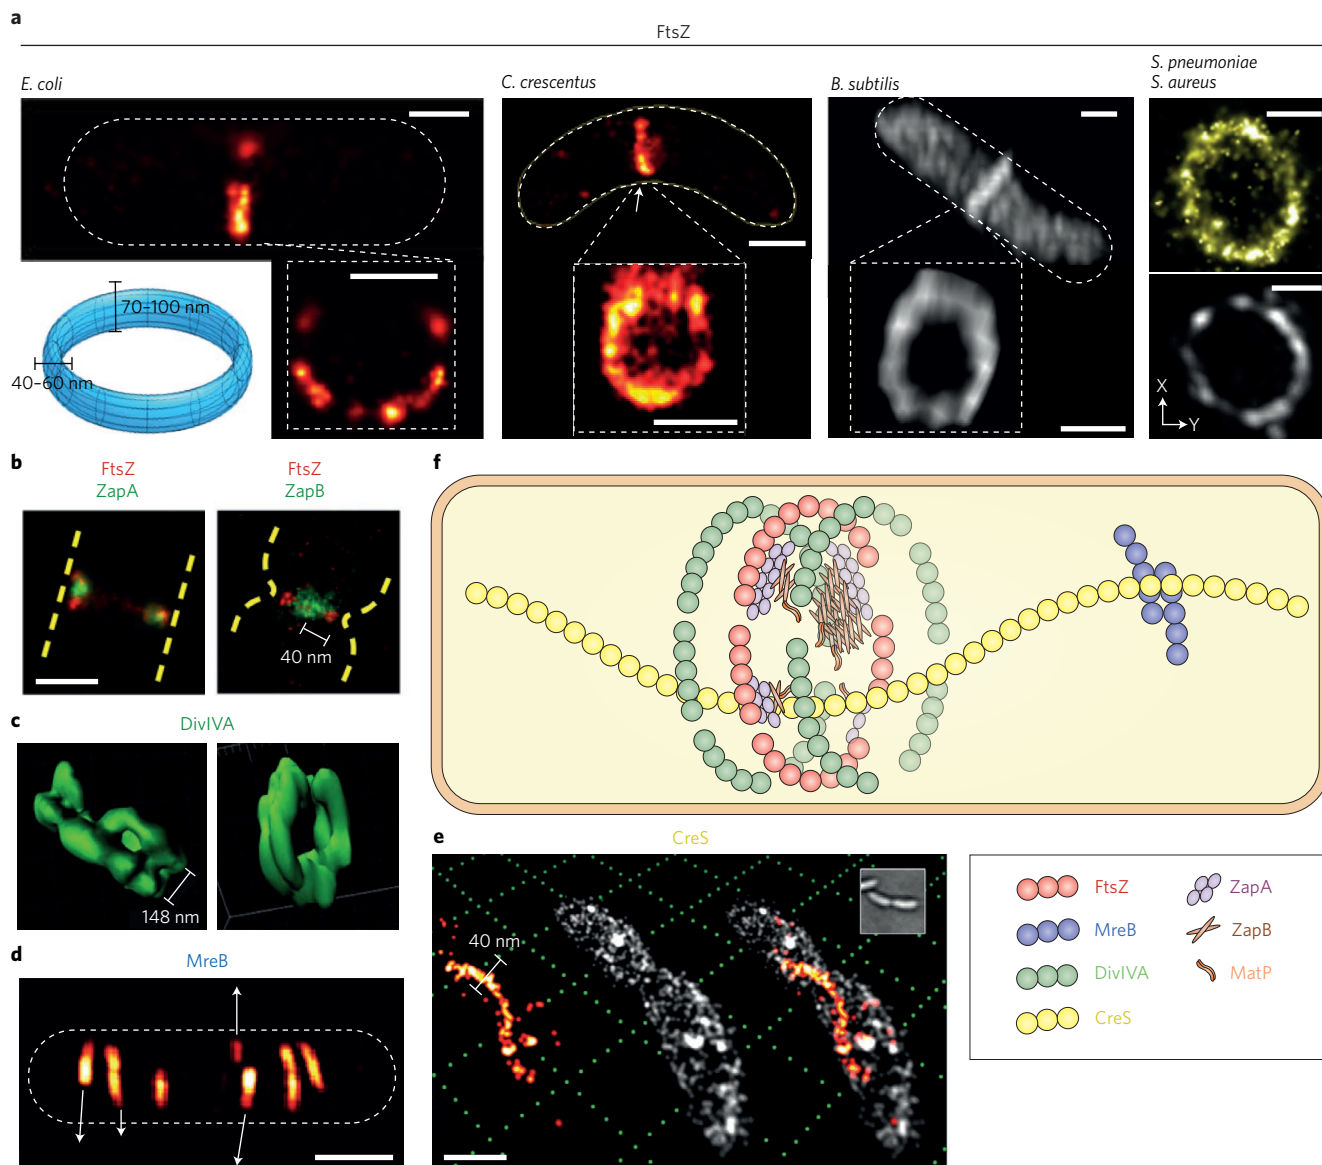 a
FtsZ
E. coli
C. crescentus
B. subtilis
S. pneumoniae
S. aureus
70–100 nm
40–60 nm
X
Y
b
FtsZ
ZapA
FtsZ
ZapB
40 nm
c
DivIVA
148 nm
d
MreB
f
e
CreS
40 nm
FtsZ
ZapA
MreB
ZapB
DivIVA
MatP
CreS